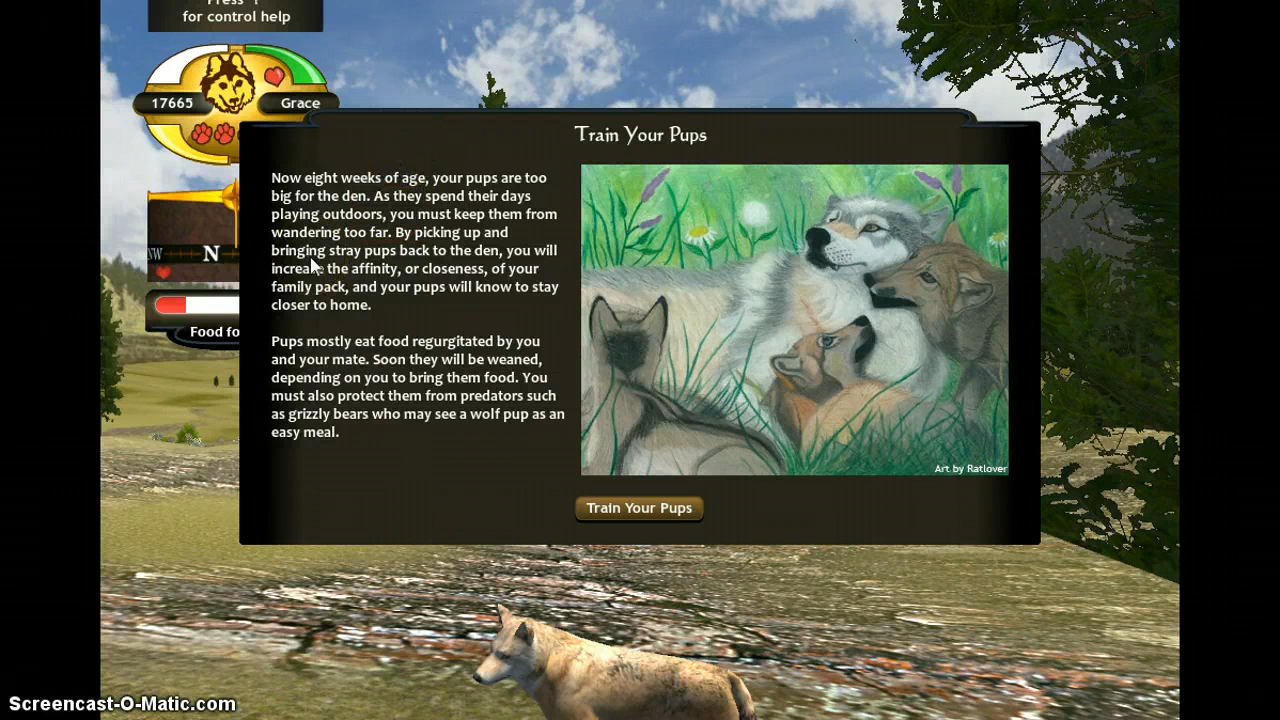 Press ?
for control help
17665
Grace
NW
N
Food fo
Train Your Pups
Now eight weeks of age, your pups are too
big for the den. As they spend their days
playing outdoors, you must keep them from
wandering too far. By picking up and
bringing stray pups back to the den, you will
increase the affinity, or closeness, of your
family pack, and your pups will know to stay
closer to home.
Pups mostly eat food regurgitated by you
and your mate. Soon they will be weaned,
depending on you to bring them food. You
must also protect them from predators such
as grizzly bears who may see a wolf pup as an
easy meal.
Art by Ratlover
Train Your Pups
Screencast-O-Matic.com